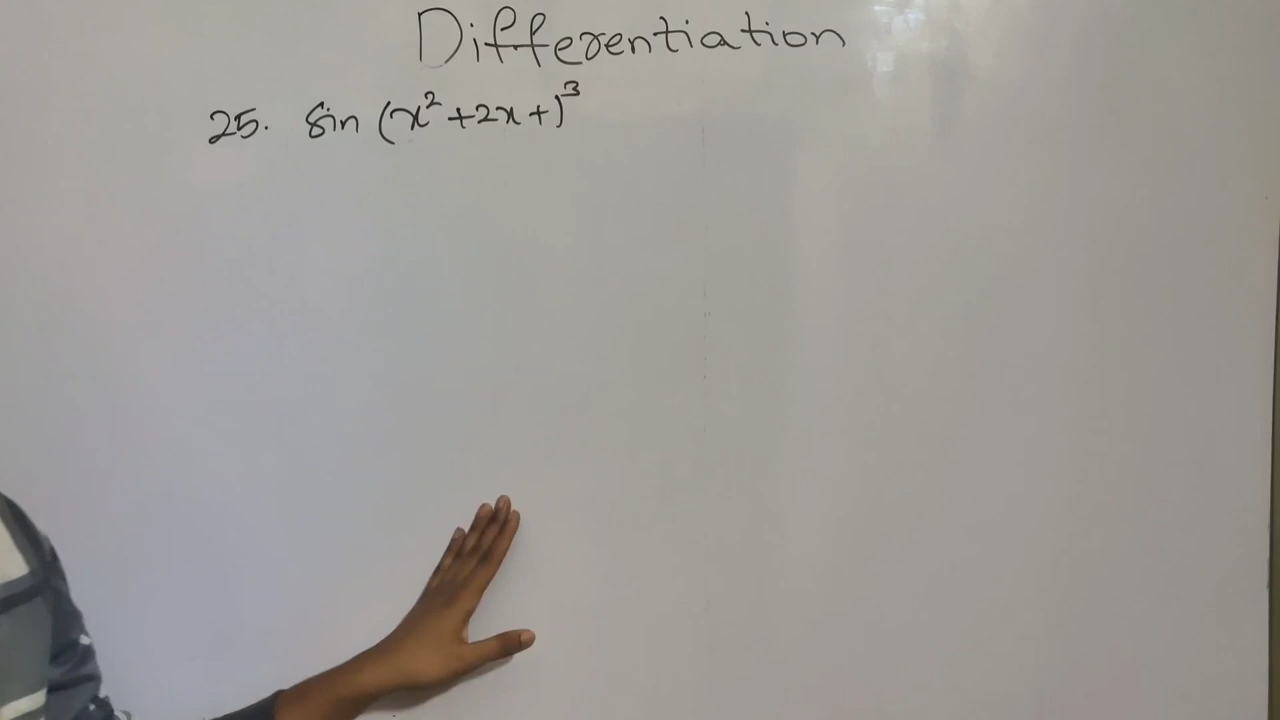 Differentiation
25. Sin (x² +2x+)³